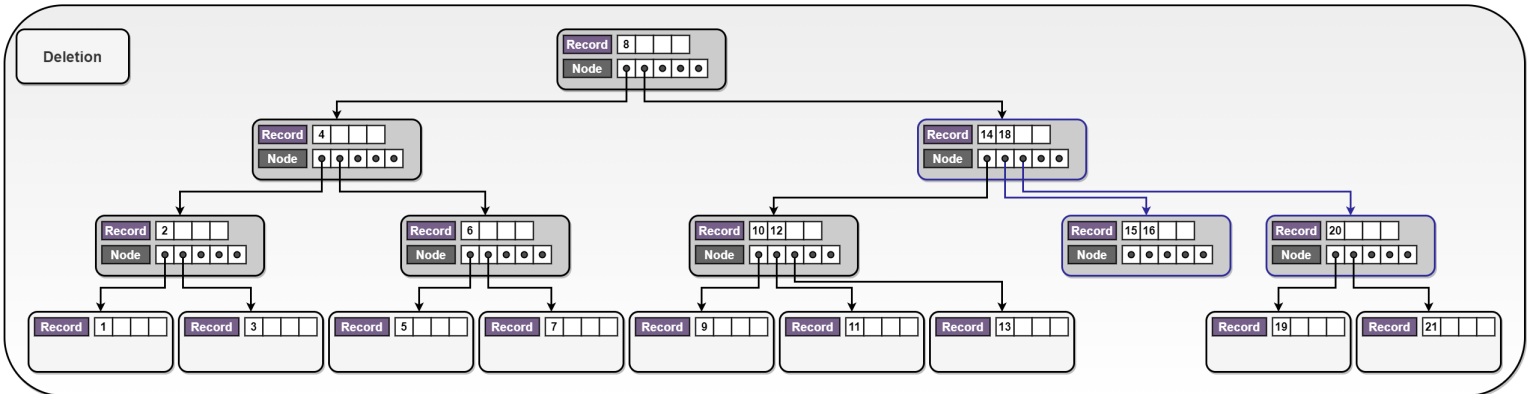 Deletion
Record 8
Node
Record 4
Node
Record 14 18
Node
Record 2
Node
Record 6
Node
Record 10 12
Node
Record 15 16
Node
Record 20
Node
Record 1
Record 3
Record 5
Record 7
Record 9
Record 11
Record 13
Record 19
Record 21